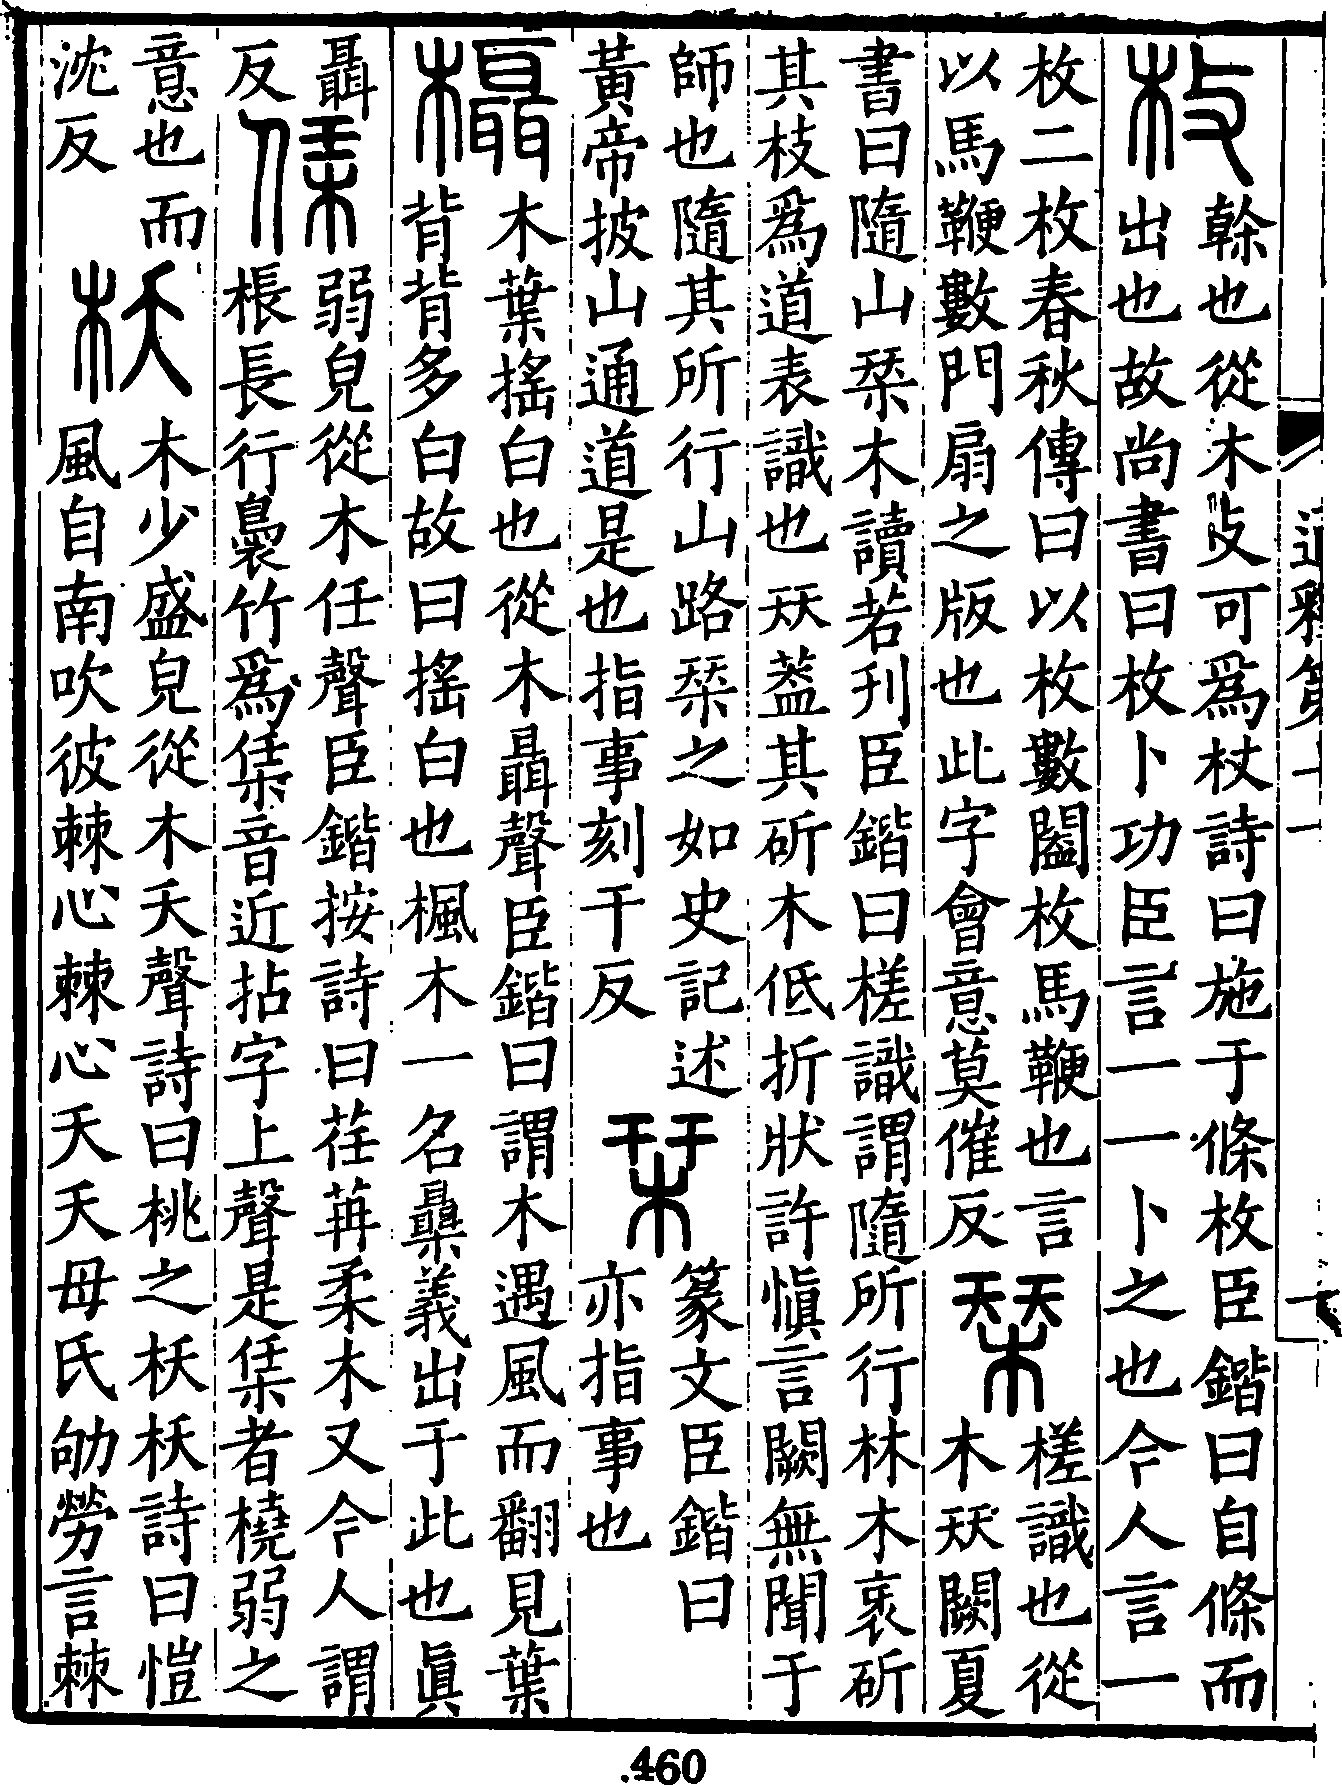 通釋第十一
十
枚
榦也從木攴可爲杖詩曰施于條枚臣鍇曰自條而
出也故尚書曰枚卜功臣言一一卜之也今人言一
枚二枚春秋傳曰以枚數闔枚馬鞭也言
以馬鞭數門扇之版也此字會意莫催反
槎識也從
木㺿闕夏
書曰隨山栞木讀若刊臣鍇曰槎識謂隨所行林木衺斫
其枝爲道表識也㺿葢其斫木低折狀許慎言闕無聞于
師也隨其所行山路栞之如史記述
黃帝披山通道是也指事刻干反
栞
篆文臣鍇曰
亦指事也
欇
木葉搖白也從木聶聲臣鍇曰謂木遇風而翻見葉
背背多白故曰搖白也楓木一名義出于此也眞
聶
反
栠
弱皃從木任聲臣鍇按詩曰荏苒柔木又今人謂
棖長行裊竹爲栠音近拈字上聲是栠者橈弱之
意也而
沈反
枖
木少盛皃從木夭聲詩曰桃之枖枖詩曰愷
風自南吹彼棘心棘心夭夭母氏劬勞言棘
.460